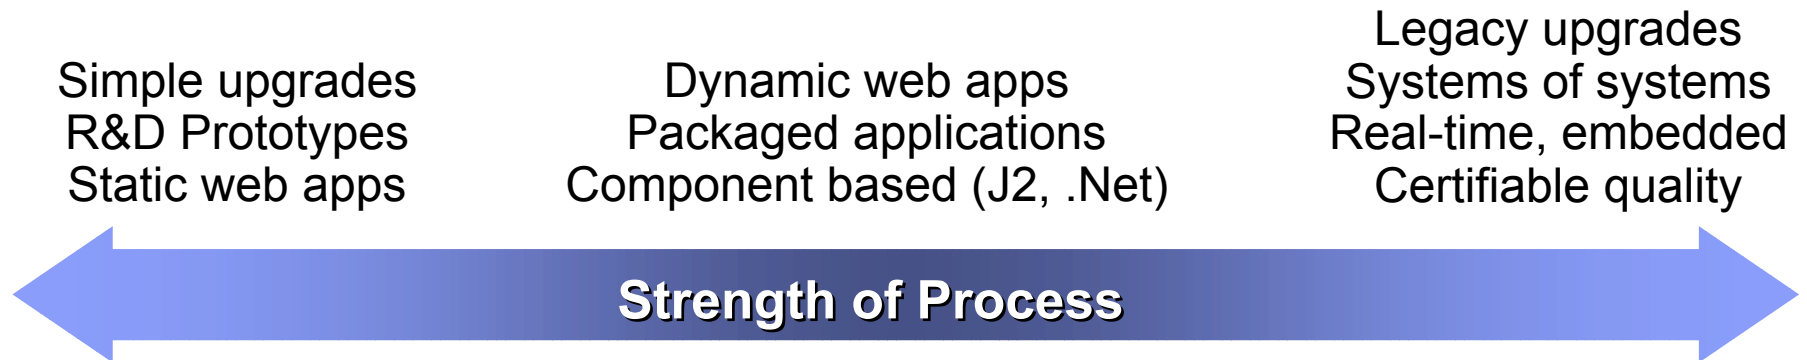 Simple upgrades
R&D Prototypes
Static web apps
Dynamic web apps
Packaged applications
Component based (J2, .Net)
Legacy upgrades
Systems of systems
Real-time, embedded
Certifiable quality
Strength of Process